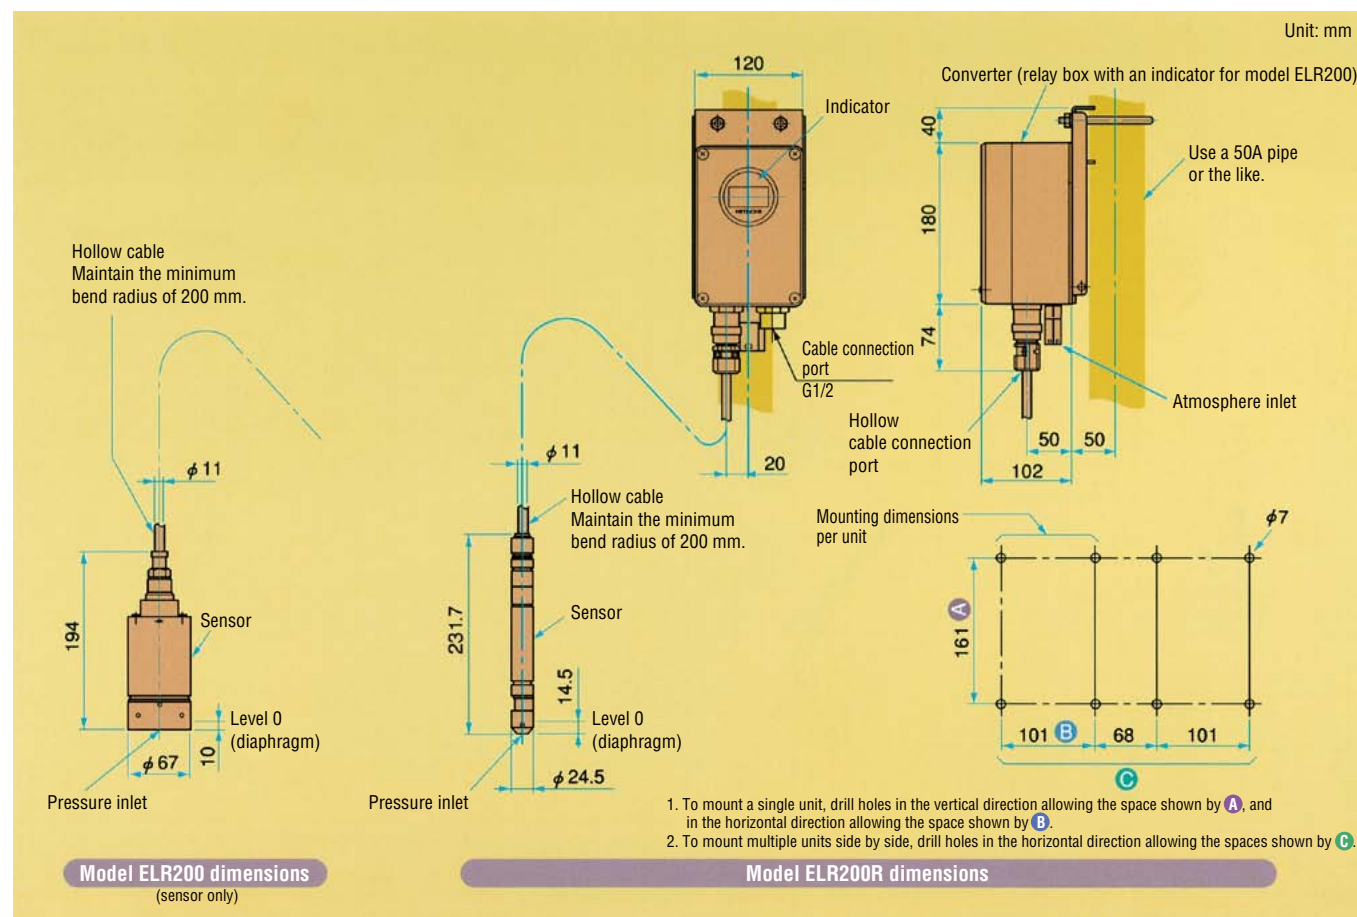 Unit: mm
120
Converter (relay box with an indicator for model ELR200)
Indicator
40
Use a 50A pipe
or the like.
180
HITACHI
Hollow cable
Maintain the minimum
bend radius of 200 mm.
74
Cable connection
port
G1/2
Atmosphere inlet
Hollow
cable connection
port
50
50
102
20
φ11
φ11
Hollow cable
Maintain the minimum
bend radius of 200 mm.
Mounting dimensions
per unit
φ7
194
Sensor
231.7
Sensor
161 A
14.5
Level 0
(diaphragm)
10
φ67
Level 0
(diaphragm)
φ24.5
101 B
68
101
C
Pressure inlet
Pressure inlet
1. To mount a single unit, drill holes in the vertical direction allowing the space shown by A, and
in the horizontal direction allowing the space shown by B.
2. To mount multiple units side by side, drill holes in the horizontal direction allowing the spaces shown by C.
Model ELR200 dimensions
(sensor only)
Model ELR200R dimensions